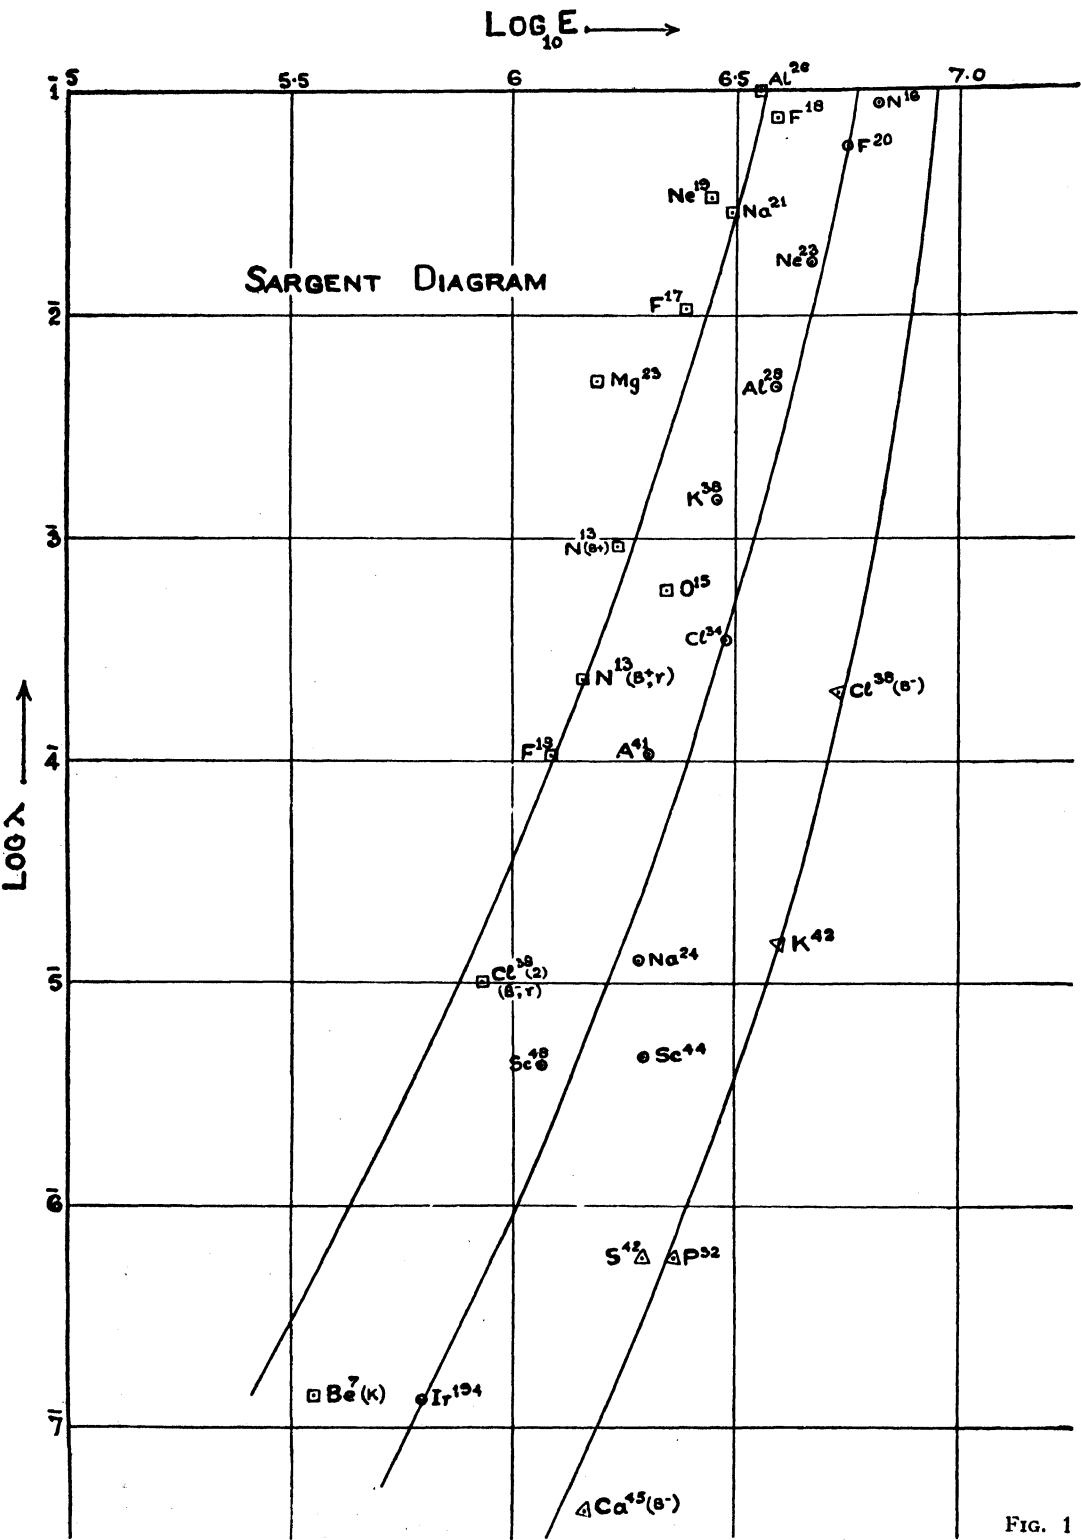 LOG₁₀E ⟶
5 5·5 6 6·5 7.0
Al²⁶
1̄
N¹⁶
F¹⁸
F²⁰
Ne¹⁹
Na²¹
Ne²³
SARGENT DIAGRAM
F¹⁷
2̄
Mg²³
Al²⁸
K³⁸
3̄
N¹³(B+)
O¹⁵
Cl³⁴
N¹³(B⁺,r)
Cl³⁸(B⁻)
F¹⁹
A⁴¹
4̄
LOG λ ⟶
K⁴²
Na²⁴
Cl³⁸(2)
(B⁻,r)
5̄
Sc⁴⁸
Sc⁴⁴
6̄
S⁴²
P³²
Be⁷(K)
Ir¹⁹⁴
7̄
Ca⁴⁵(B⁻)
FIG. 1